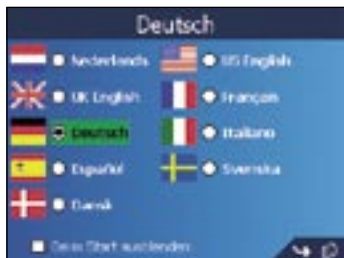 Deutsch
Nederlands
US English
UK English
Français
Deutsch
Italiano
Español
Svenska
Dansk
Beim Start ausblenden